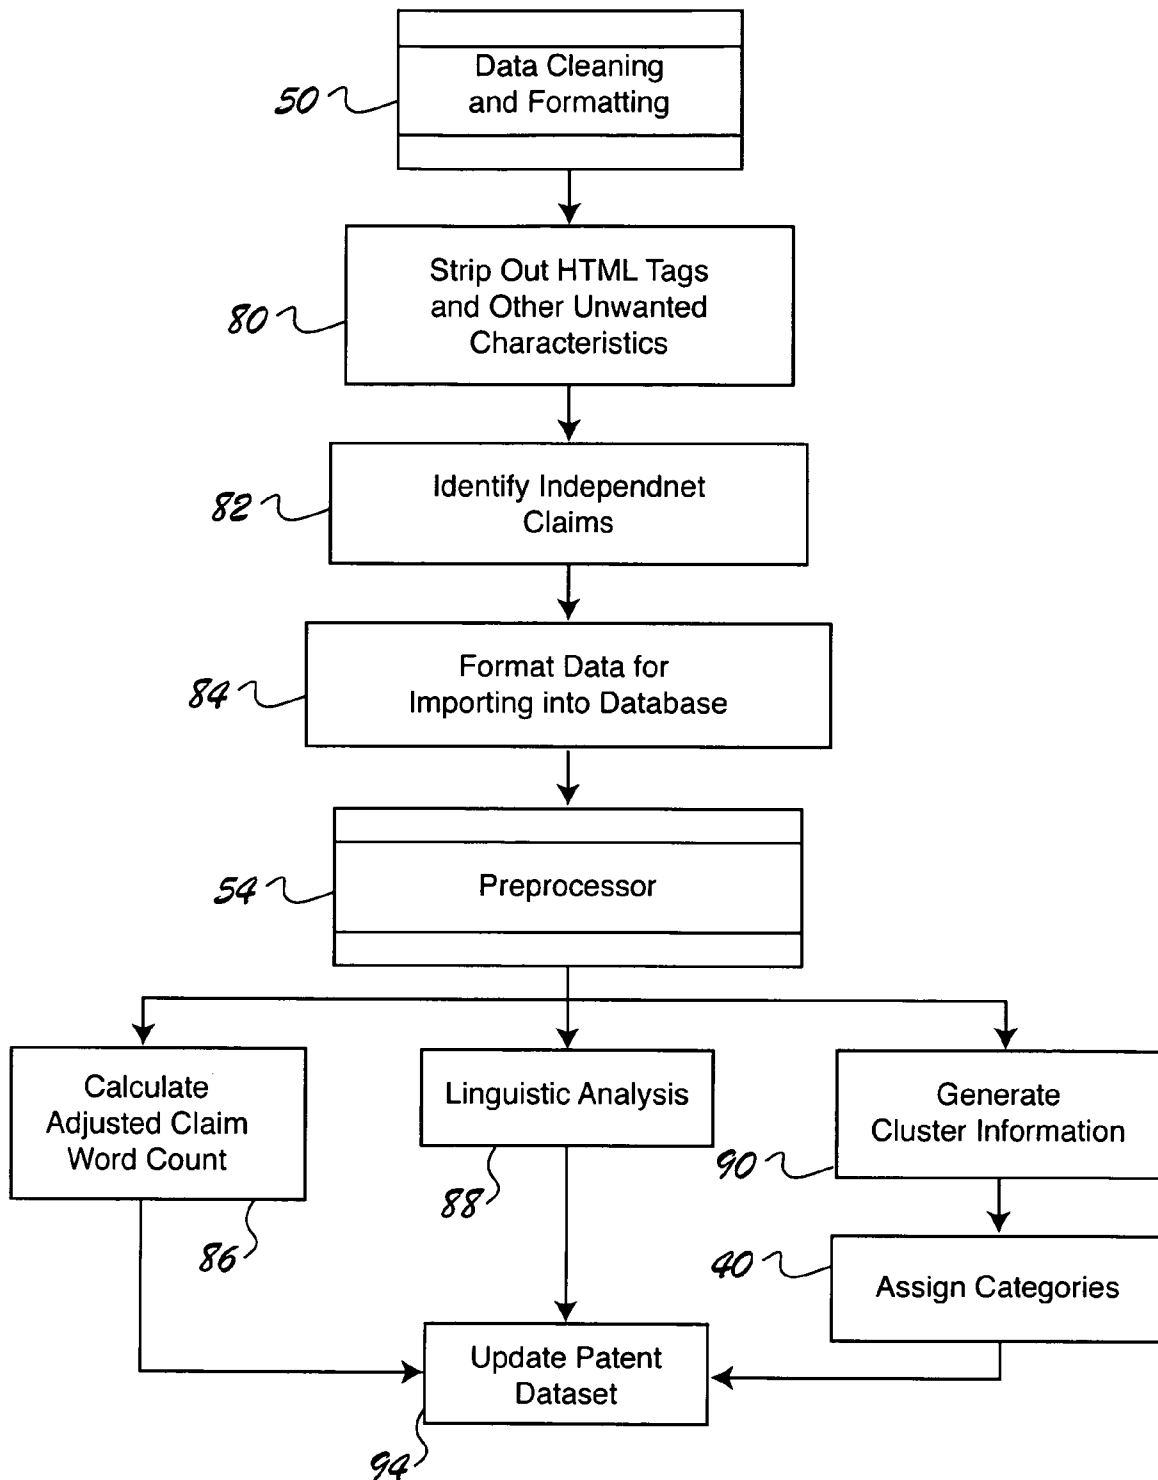 Data Cleaning
and Formatting
50
Strip Out HTML Tags
and Other Unwanted
Characteristics
80
Identify Independnet
Claims
82
Format Data for
Importing into Database
84
Preprocessor
54
Calculate
Adjusted Claim
Word Count
86
Linguistic Analysis
88
Generate
Cluster Information
90
Assign Categories
40
Update Patent
Dataset
94